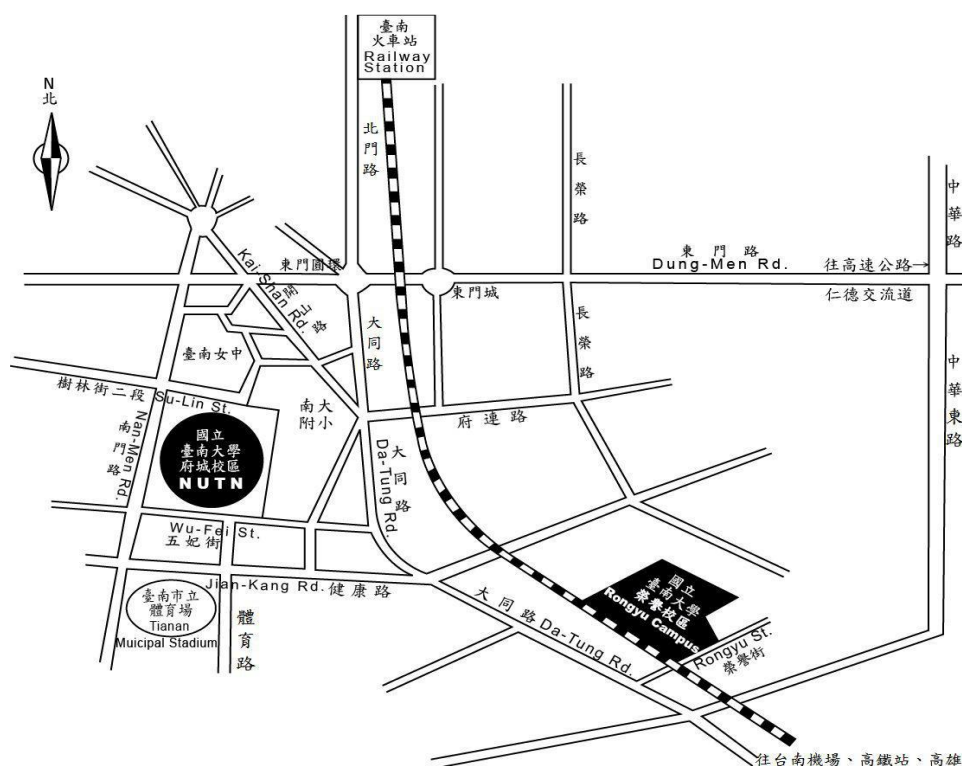 臺南
火車站
Railway
Station
N
北
北門路
長榮路
中華路
東門路
Dung-Men Rd.
往高速公路→
東門圓環
東門城
仁德交流道
Kai-Shan Rd.
開山路
大同路
長榮路
中華東路
臺南女中
樹林街二段
Su-Lin St.
南大
附小
府連路
Nan-Men Rd.
南門路
國立
臺南大學
府城校區
NUTN
大同路
Da-Tung Rd.
Wu-Fei St.
五妃街
Jian-Kang Rd. 健康路
臺南市立
體育場
Tianan
Muicipal Stadium
體育路
國立
臺南大學
榮譽校區
Rongyu Campus
大同路 Da-Tung Rd.
Rongyu St.
榮譽街
往台南機場、高鐵站、高雄